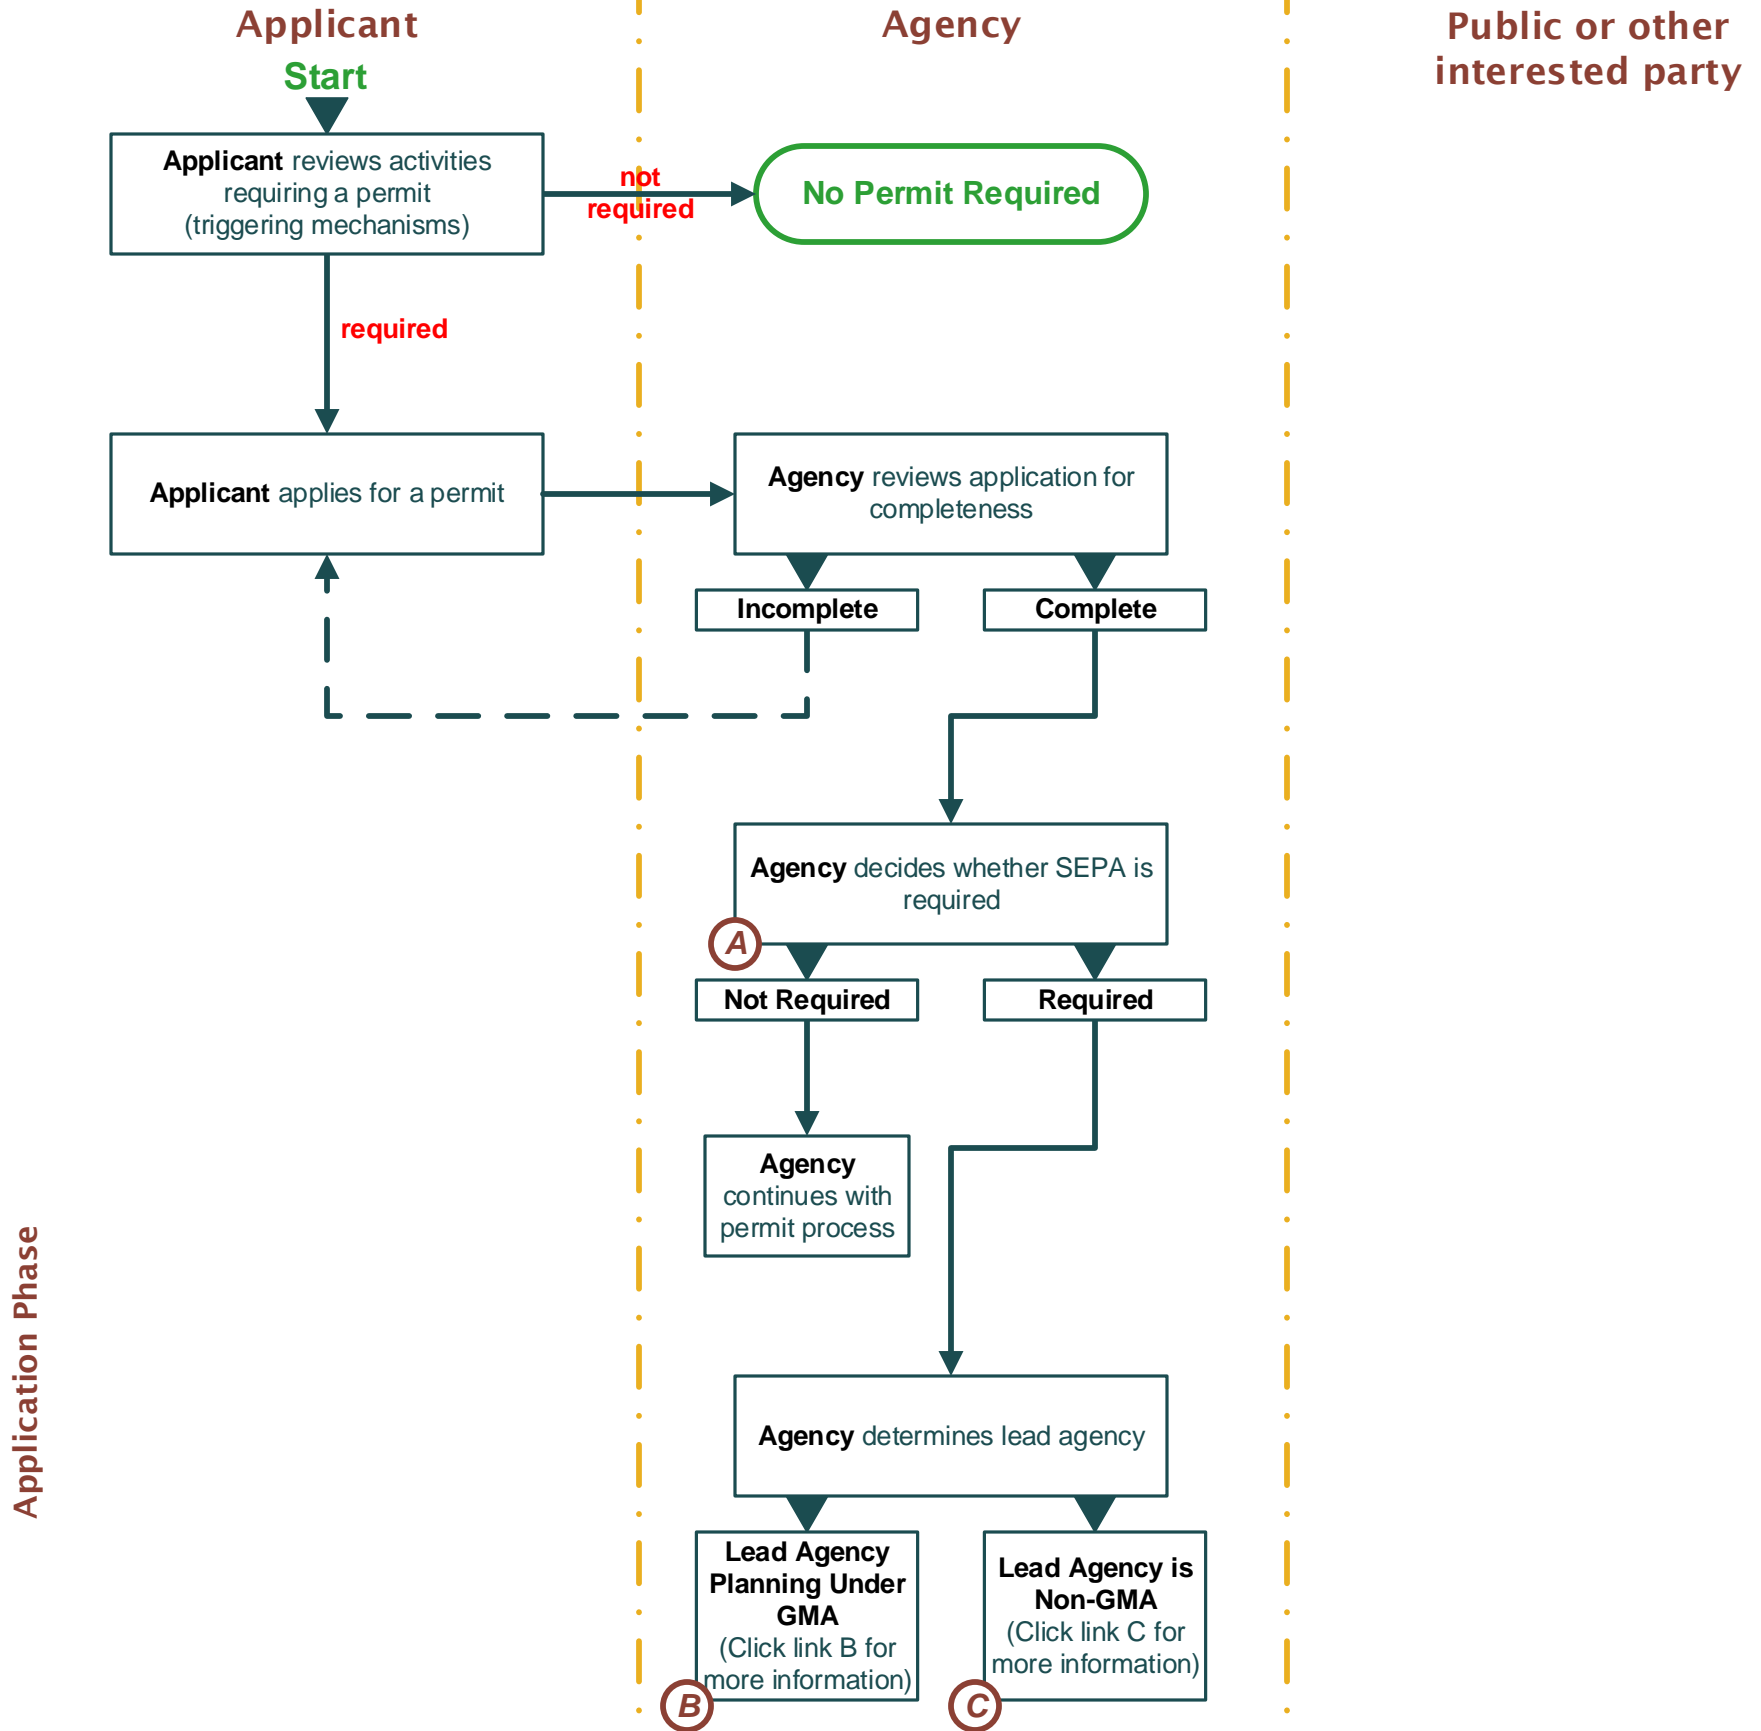 Applicant
Agency
Public or other
interested party
Start
Applicant reviews activities
requiring a permit
(triggering mechanisms)
not
required
No Permit Required
required
Applicant applies for a permit
Agency reviews application for
completeness
Incomplete
Complete
Agency decides whether SEPA is
required
A
Not Required
Required
Agency
continues with
permit process
Application Phase
Agency determines lead agency
Lead Agency
Planning Under
GMA
(Click link B for
more information)
B
Lead Agency is
Non-GMA
(Click link C for
more information)
C